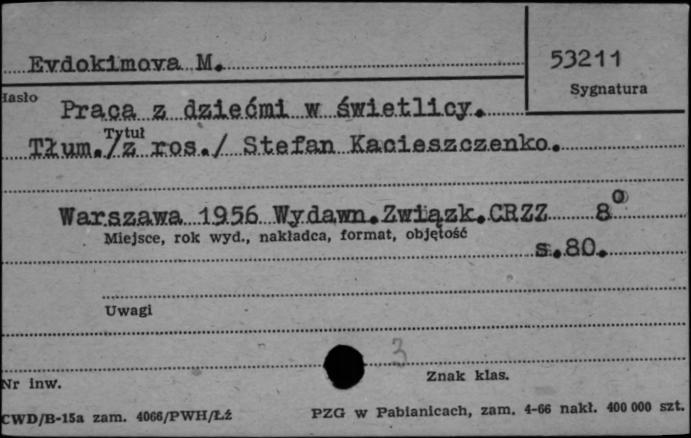 Evdokimova M.
53211
Hasło
Sygnatura
Praca z dziećmi w świetlicy.
Tytuł
Tłum./z ros./ Stefan Kacieszczenko.
Warszawa 1956 Wydawn.Związk.CRZZ 8°
Miejsce, rok wyd., nakładca, format, objętość
s.80.
Uwagi
3
Nr inw.
Znak klas.
CWD/B-15a zam. 4066/PWH/Łź
PZG w Pabianicach, zam. 4-66 nakł. 400 000 szt.